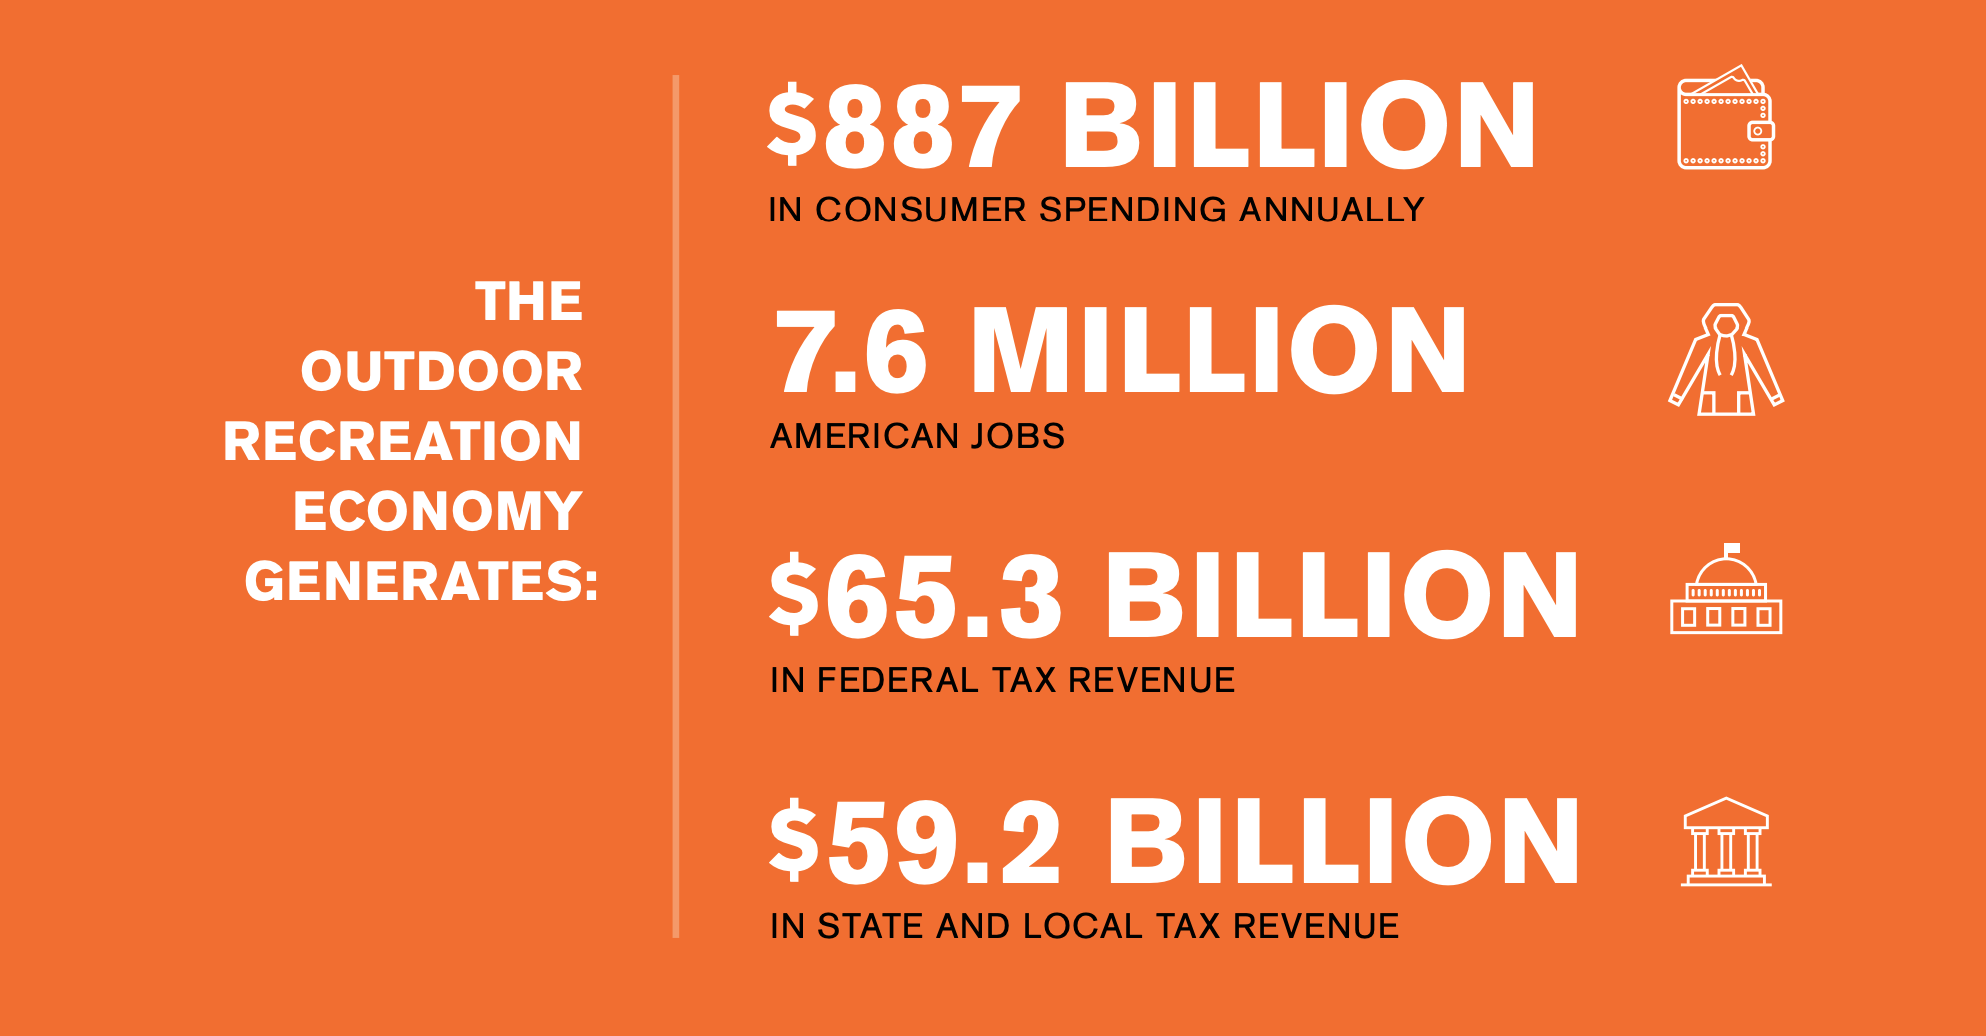 THE
OUTDOOR
RECREATION
ECONOMY
GENERATES:
$887 BILLION
IN CONSUMER SPENDING ANNUALLY
7.6 MILLION
AMERICAN JOBS
$65.3 BILLION
IN FEDERAL TAX REVENUE
$59.2 BILLION
IN STATE AND LOCAL TAX REVENUE